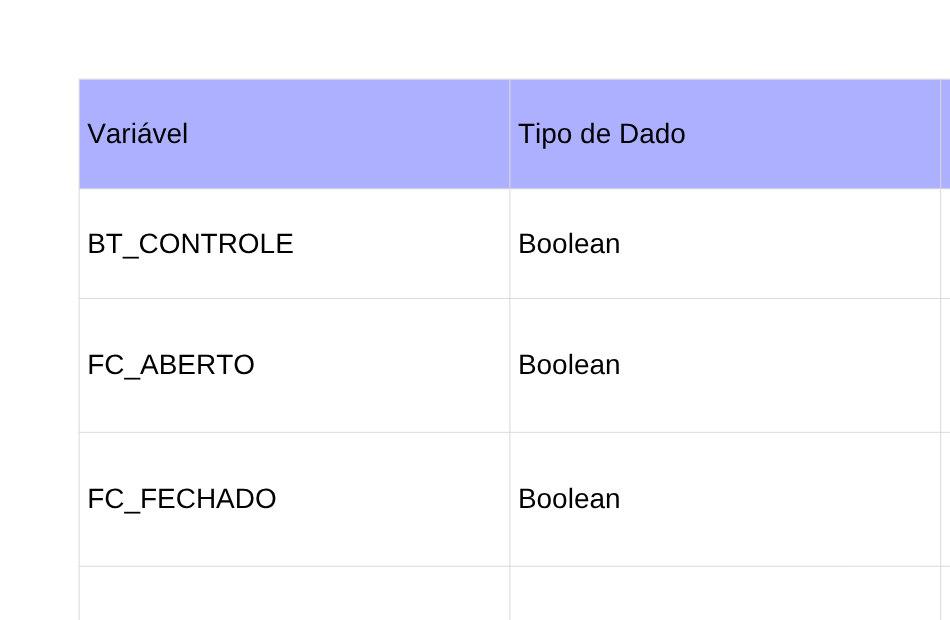 Variável Tipo de Dado
BT_CONTROLE Boolean
FC_ABERTO Boolean
FC_FECHADO Boolean